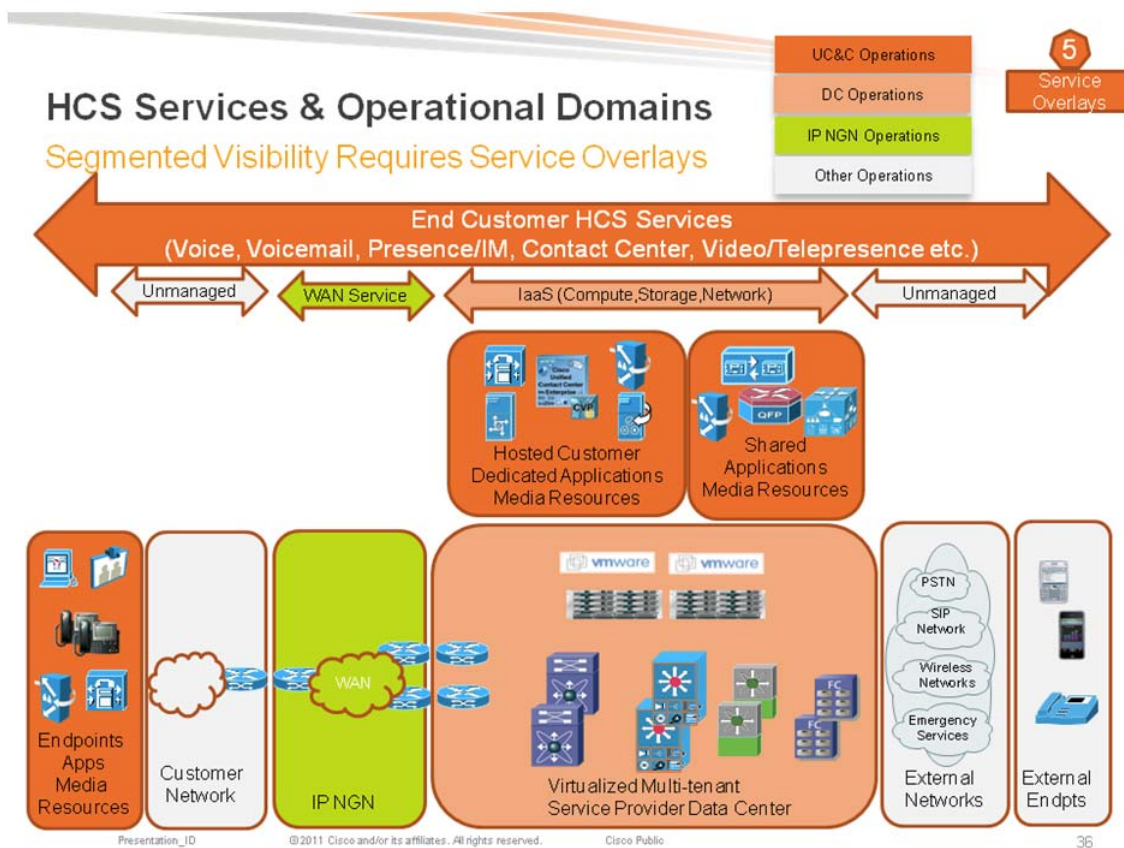 UC&C Operations
DC Operations
IP NGN Operations
Other Operations
5
Service
Overlays
HCS Services & Operational Domains
Segmented Visibility Requires Service Overlays
End Customer HCS Services
(Voice, Voicemail, Presence/IM, Contact Center, Video/Telepresence etc.)
Unmanaged
WAN Service
IaaS (Compute,Storage,Network)
Unmanaged
Cisco
Unified
Contact Center
Enterprise
CVP
Hosted Customer
Dedicated Applications
Media Resources
QFP
Shared
Applications
Media Resources
Endpoints
Apps
Media
Resources
Customer
Network
WAN
IP NGN
vmware
vmware
FC
FC
Virtualized Multi-tenant
Service Provider Data Center
PSTN
SIP
Network
Wireless
Networks
Emergency
Services
External
Networks
External
Endpts
Presentation_ID
©2011 Cisco and/or its affiliates. All rights reserved.
Cisco Public
36